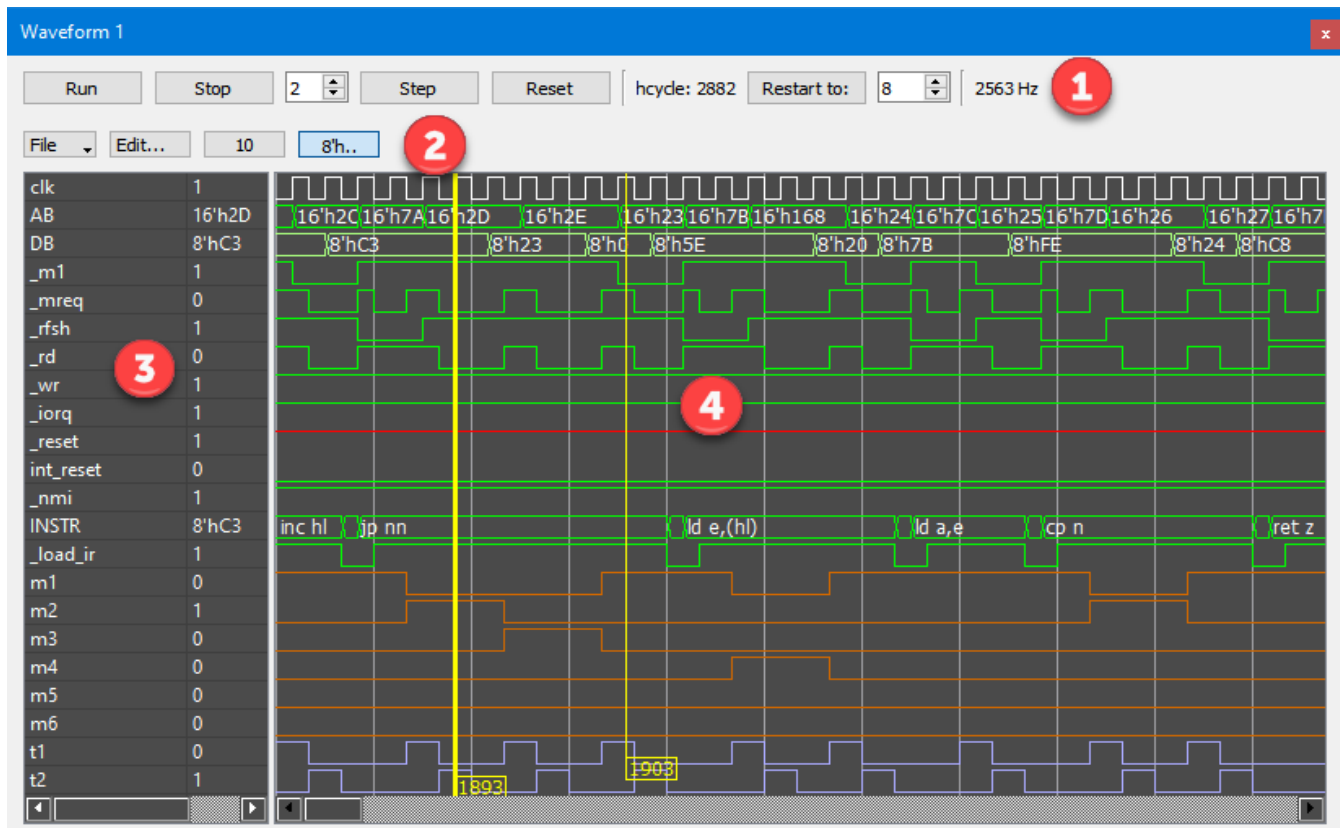 Waveform 1
x
Run Stop 2 Step Reset hcycle: 2882 Restart to: 8 2563 Hz 1
File Edit... 10 8'h.. 2
clk 1
AB 16'h2D 16'h2C 16'h7A 16'h2D 16'h2E 16'h23 16'h7B 16'h168 16'h24 16'h7C 16'h25 16'h7D 16'h26 16'h27 16'h7
DB 8'hC3 8'hC3 8'h23 8'h0 8'h5E 8'h20 8'h7B 8'hFE 8'h24 8'hC8
_m1 1
_mreq 0
_rfsh 1
_rd 0
3
_wr 1
4
_iorq 1
_reset 1
int_reset 0
_nmi 1
INSTR 8'hC3 inc hl jp nn ld e,(hl) ld a,e cp n ret z
_load_ir 1
m1 0
m2 1
m3 0
m4 0
m5 0
m6 0
t1 0
1903
t2 1
1893